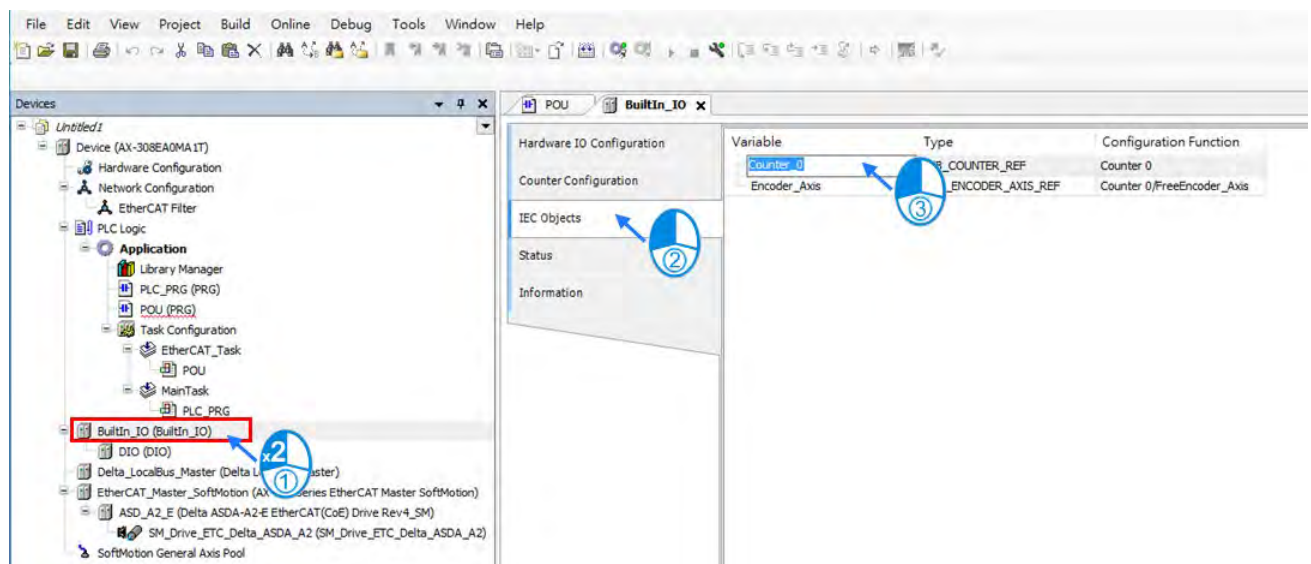 File Edit View Project Build Online Debug Tools Window Help
Devices
POU
BuiltIn_IO
Untitled1
Device (AX-308EA0MA1T)
Hardware Configuration
Network Configuration
EtherCAT Filter
PLC Logic
Application
Library Manager
PLC_PRG (PRG)
POU (PRG)
Task Configuration
EtherCAT_Task
POU
MainTask
PLC_PRG
BuiltIn_IO (BuiltIn_IO)
DIO (DIO)
x2
1
Delta_LocalBus_Master (Delta aster)
EtherCAT_Master_SoftMotion (AX eries EtherCAT Master SoftMotion)
ASD_A2_E (Delta ASDA-A2-E EtherCAT(CoE) Drive Rev4_SM)
SM_Drive_ETC_Delta_ASDA_A2 (SM_Drive_ETC_Delta_ASDA_A2)
SoftMotion General Axis Pool
Hardware IO Configuration
Counter Configuration
IEC Objects
2
Status
Information
Variable Type Configuration Function
Counter_0 _COUNTER_REF Counter 0
Encoder_Axis _ENCODER_AXIS_REF Counter 0/FreeEncoder_Axis
3